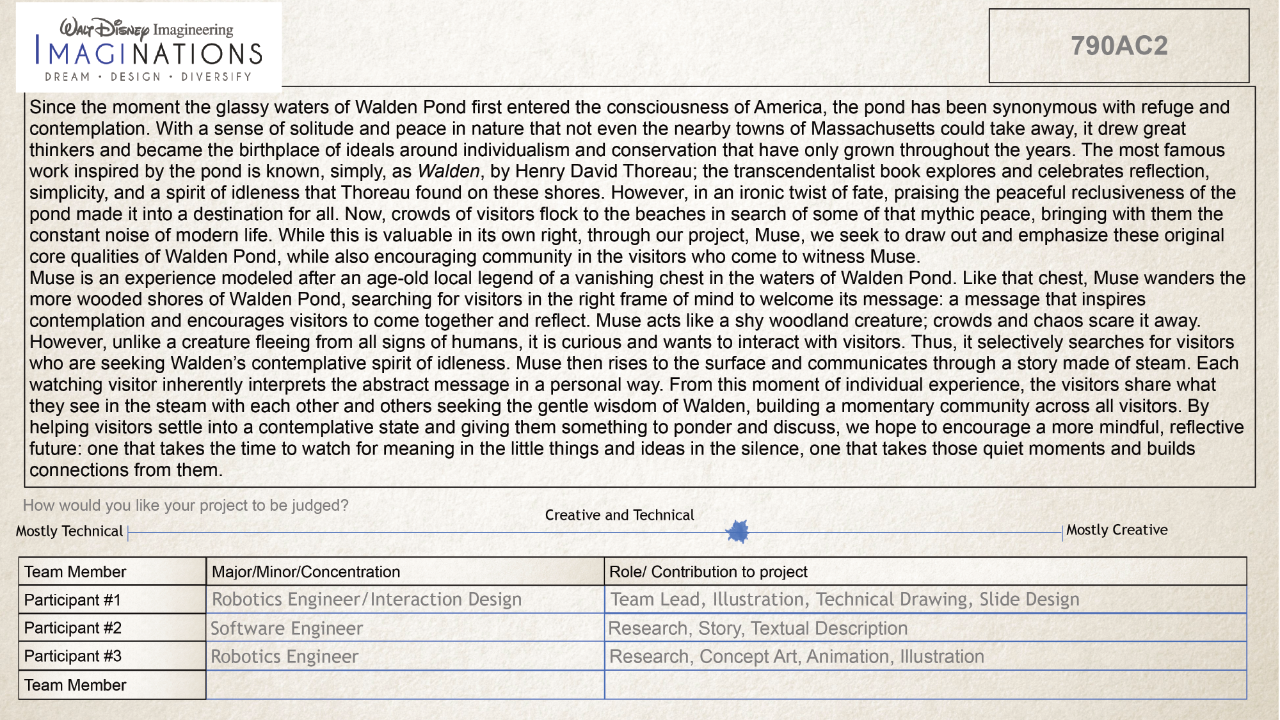 WALT DISNEY Imagineering
IMAGINATIONS
DREAM • DESIGN • DIVERSIFY
790AC2
Since the moment the glassy waters of Walden Pond first entered the consciousness of America, the pond has been synonymous with refuge and
contemplation. With a sense of solitude and peace in nature that not even the nearby towns of Massachusetts could take away, it drew great
thinkers and became the birthplace of ideals around individualism and conservation that have only grown throughout the years. The most famous
work inspired by the pond is known, simply, as Walden, by Henry David Thoreau; the transcendentalist book explores and celebrates reflection,
simplicity, and a spirit of idleness that Thoreau found on these shores. However, in an ironic twist of fate, praising the peaceful reclusiveness of the
pond made it into a destination for all. Now, crowds of visitors flock to the beaches in search of some of that mythic peace, bringing with them the
constant noise of modern life. While this is valuable in its own right, through our project, Muse, we seek to draw out and emphasize these original
core qualities of Walden Pond, while also encouraging community in the visitors who come to witness Muse.
Muse is an experience modeled after an age-old local legend of a vanishing chest in the waters of Walden Pond. Like that chest, Muse wanders the
more wooded shores of Walden Pond, searching for visitors in the right frame of mind to welcome its message: a message that inspires
contemplation and encourages visitors to come together and reflect. Muse acts like a shy woodland creature; crowds and chaos scare it away.
However, unlike a creature fleeing from all signs of humans, it is curious and wants to interact with visitors. Thus, it selectively searches for visitors
who are seeking Walden's contemplative spirit of idleness. Muse then rises to the surface and communicates through a story made of steam. Each
watching visitor inherently interprets the abstract message in a personal way. From this moment of individual experience, the visitors share what
they see in the steam with each other and others seeking the gentle wisdom of Walden, building a momentary community across all visitors. By
helping visitors settle into a contemplative state and giving them something to ponder and discuss, we hope to encourage a more mindful, reflective
future: one that takes the time to watch for meaning in the little things and ideas in the silence, one that takes those quiet moments and builds
connections from them.
How would you like your project to be judged?
Creative and Technical
Mostly Technical
Mostly Creative
Team Member Major/Minor/Concentration Role/ Contribution to project
Participant #1 Robotics Engineer/Interaction Design Team Lead, Illustration, Technical Drawing, Slide Design
Participant #2 Software Engineer Research, Story, Textual Description
Participant #3 Robotics Engineer Research, Concept Art, Animation, Illustration
Team Member